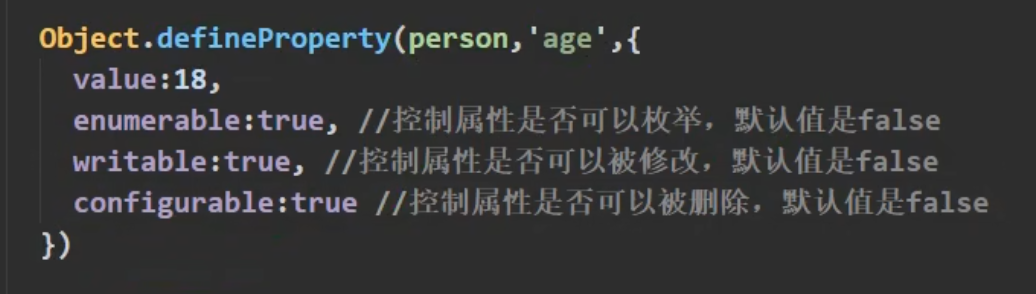 Object.defineProperty(person,'age',{
  value:18,
  enumerable:true, //控制属性是否可以枚举，默认值是false
  writable:true, //控制属性是否可以被修改，默认值是false
  configurable:true //控制属性是否可以被删除，默认值是false
})